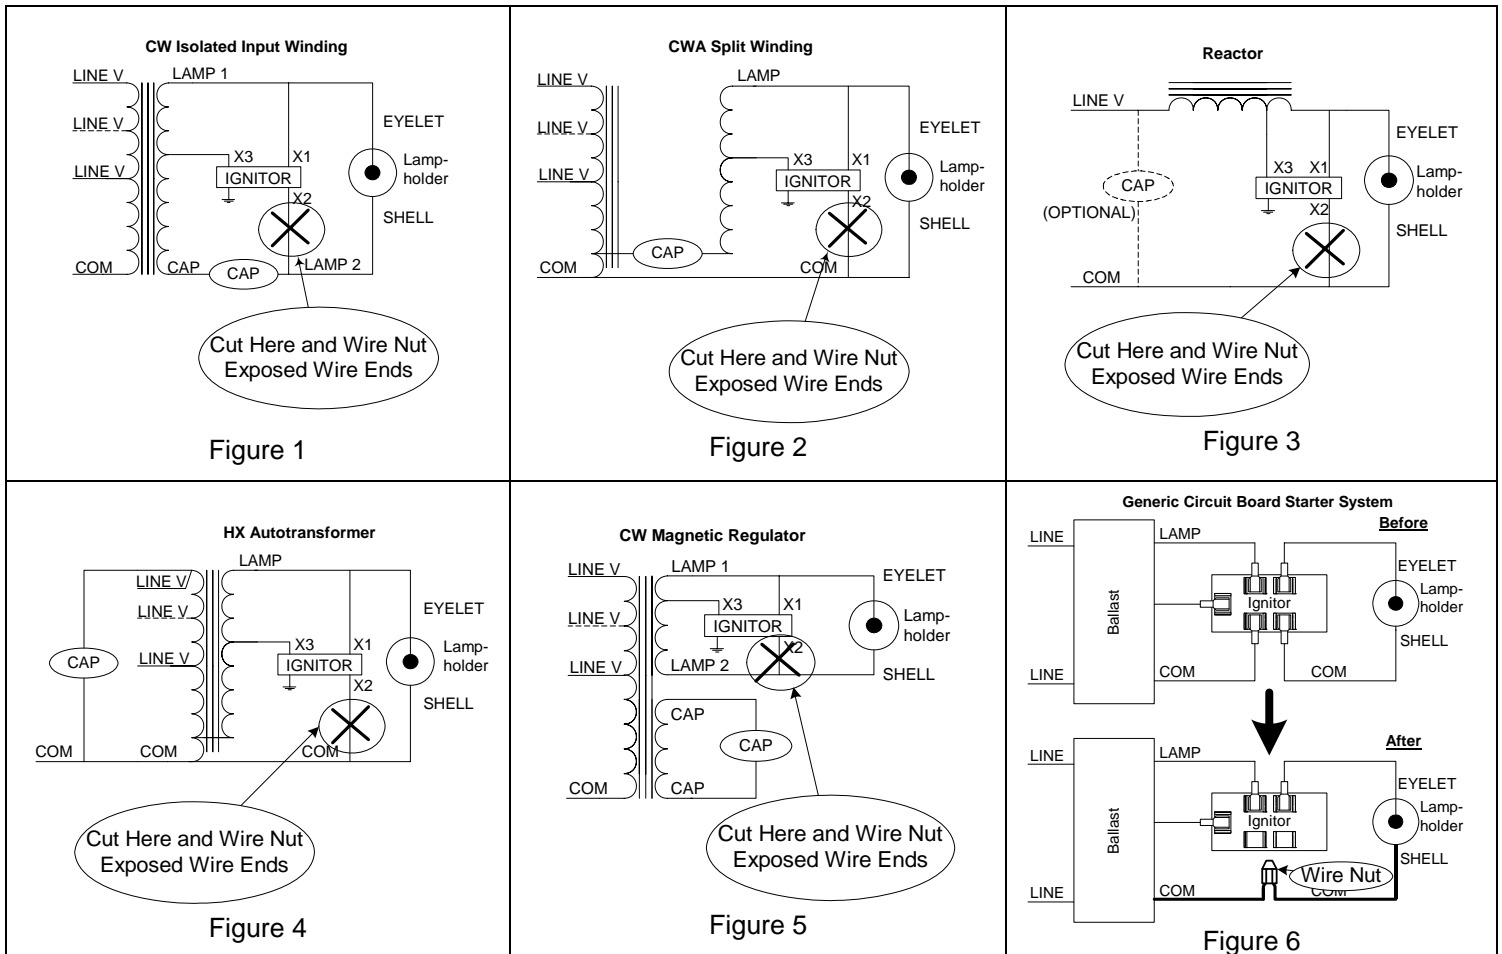 CW Isolated Input Winding
LINE V
LAMP 1
LINE V
EYELET
X3
X1
Lamp-
holder
LINE V
IGNITOR
X2
SHELL
COM
CAP
CAP
LAMP 2
Cut Here and Wire Nut
Exposed Wire Ends
Figure 1
CWA Split Winding
LINE V
LAMP
LINE V
EYELET
X3
X1
Lamp-
holder
LINE V
IGNITOR
X2
SHELL
CAP
COM
COM
Cut Here and Wire Nut
Exposed Wire Ends
Figure 2
Reactor
LINE V
EYELET
X3
X1
Lamp-
holder
CAP
IGNITOR
(OPTIONAL)
X2
SHELL
COM
Cut Here and Wire Nut
Exposed Wire Ends
Figure 3
HX Autotransformer
LAMP
LINE V
LINE V
EYELET
X3
X1
Lamp-
holder
CAP
LINE V
IGNITOR
X2
SHELL
COM
COM
COM
Cut Here and Wire Nut
Exposed Wire Ends
Figure 4
CW Magnetic Regulator
LINE V
LAMP 1
EYELET
X3
X1
Lamp-
holder
LINE V
IGNITOR
X2
LINE V
LAMP 2
SHELL
CAP
CAP
COM
CAP
Cut Here and Wire Nut
Exposed Wire Ends
Figure 5
Generic Circuit Board Starter System
Before
LINE
LAMP
EYELET
Ballast
Ignitor
Lamp-
holder
SHELL
LINE
COM
COM
After
LINE
LAMP
EYELET
Ballast
Ignitor
Lamp-
holder
SHELL
Wire Nut
LINE
COM
COM
Figure 6